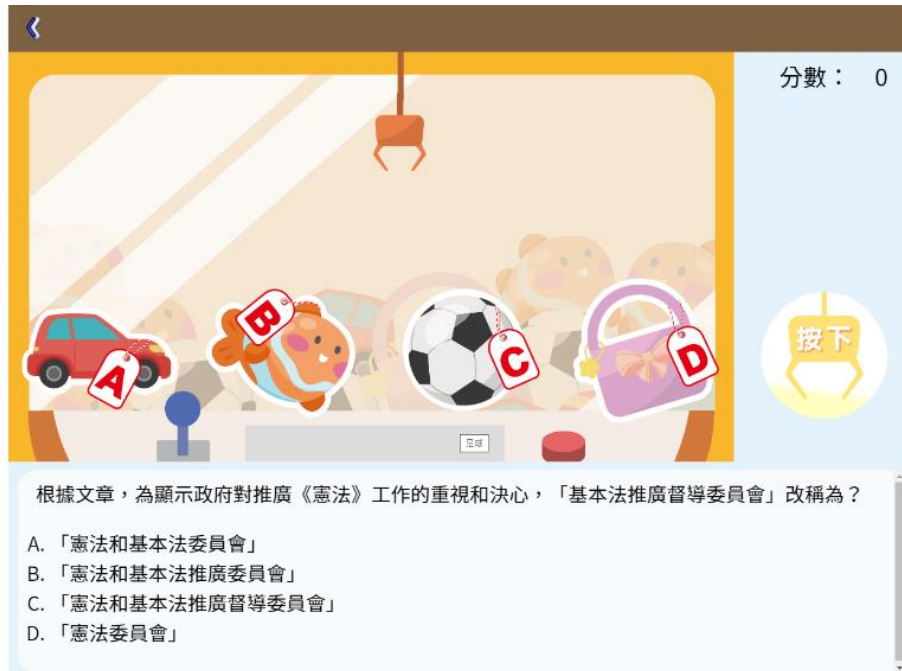 分數： 0
A
B
C
D
按下
足球
根據文章，為顯示政府對推廣《憲法》工作的重視和決心，「基本法推廣督導委員會」改稱為？
A. 「憲法和基本法委員會」
B. 「憲法和基本法推廣委員會」
C. 「憲法和基本法推廣督導委員會」
D. 「憲法委員會」